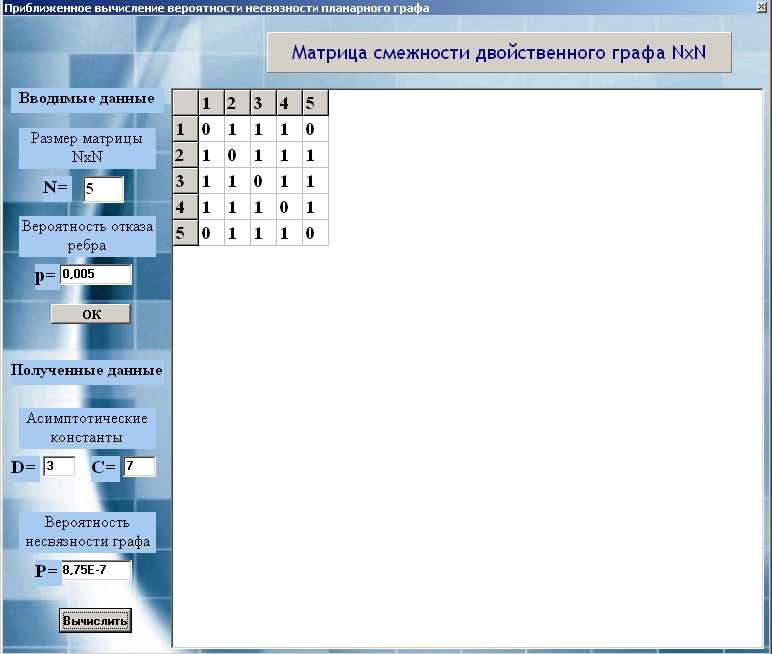 Приближенное вычисление вероятности несвязности планарного графа
Матрица смежности двойственного графа NxN
Вводимые данные
Размер матрицы
NxN
N= 5
Вероятность отказа
ребра
p= 0,005
ОК
Полученные данные
Асимптотические
константы
D= 3 C= 7
Вероятность
несвязности графа
P= 8,75E-7
Вычислить
1 2 3 4 5
1 0 1 1 1 0
2 1 0 1 1 1
3 1 1 0 1 1
4 1 1 1 0 1
5 0 1 1 1 0